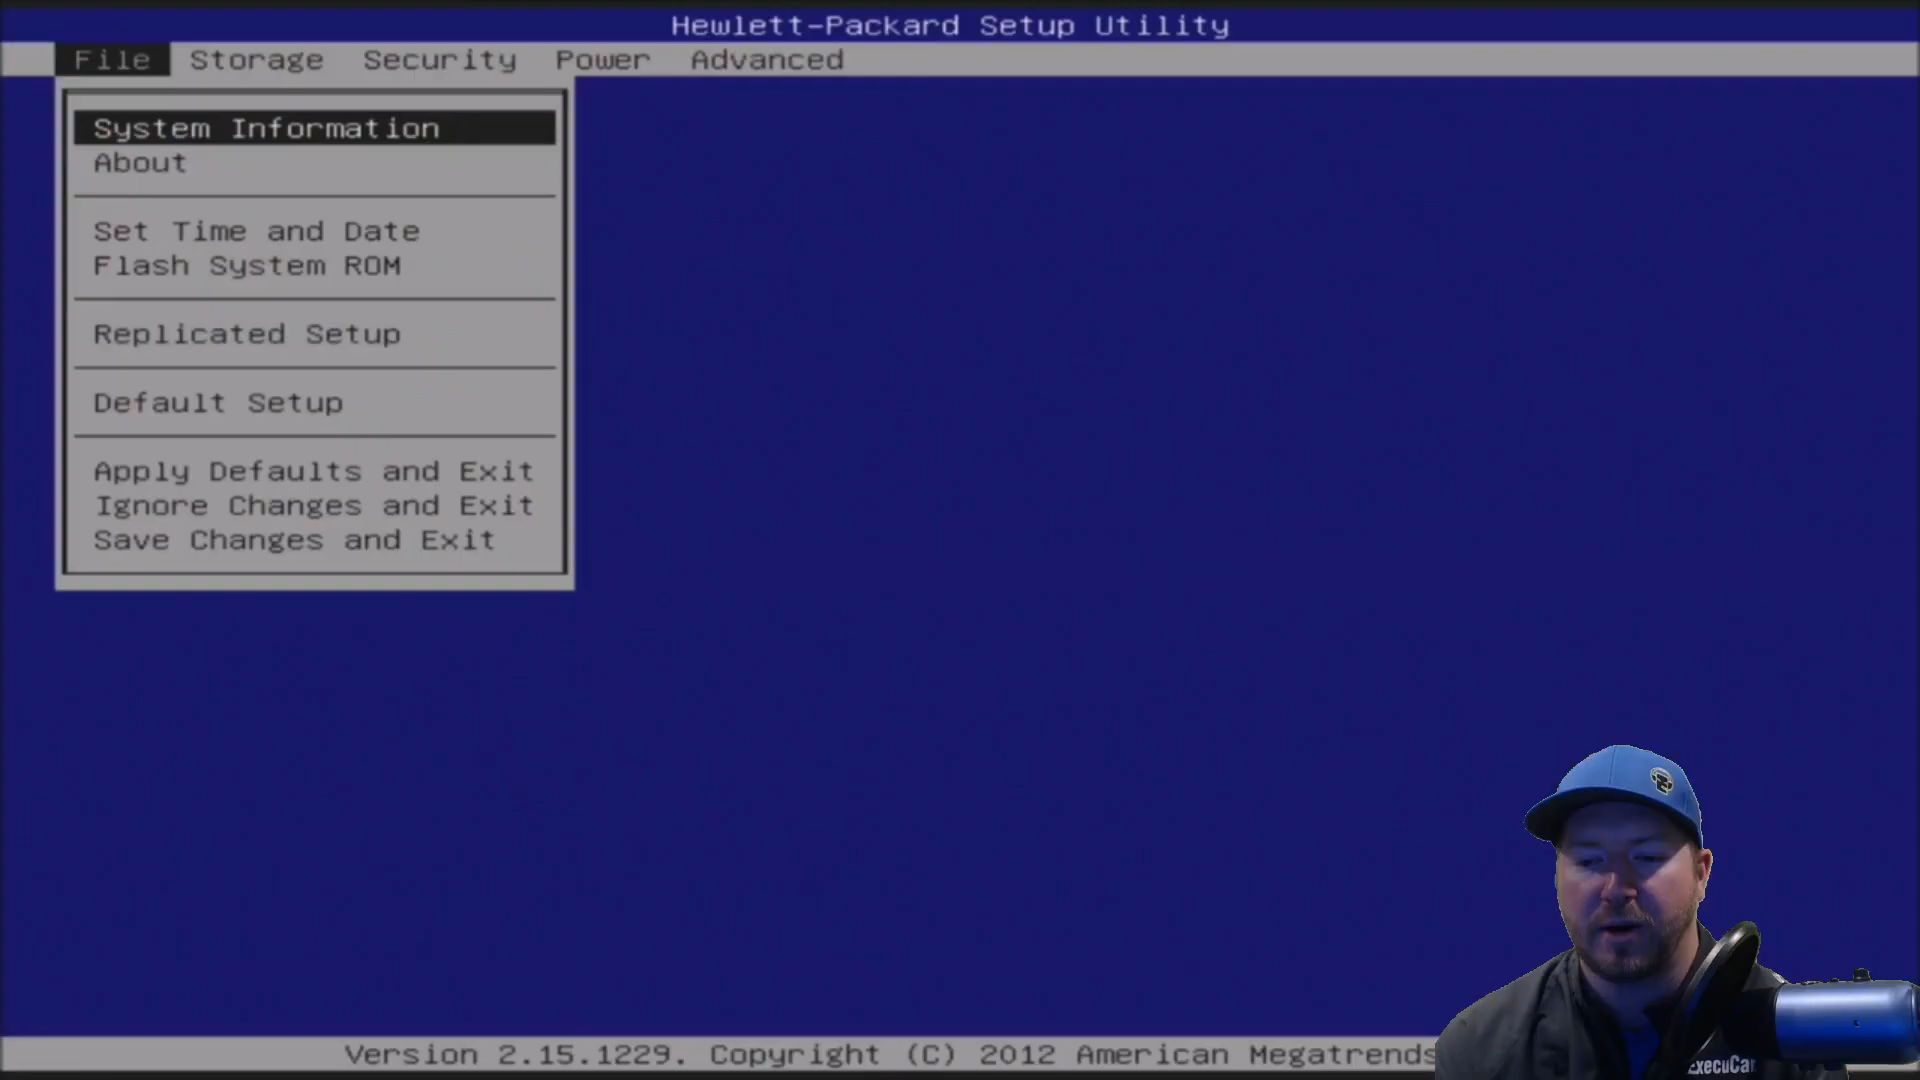 Hewlett-Packard Setup Utility
File Storage Security Power Advanced
System Information
About
Set Time and Date
Flash System ROM
Replicated Setup
Default Setup
Apply Defaults and Exit
Ignore Changes and Exit
Save Changes and Exit
Version 2.15.1229. Copyright (C) 2012 American Megatrends
ExecuCar